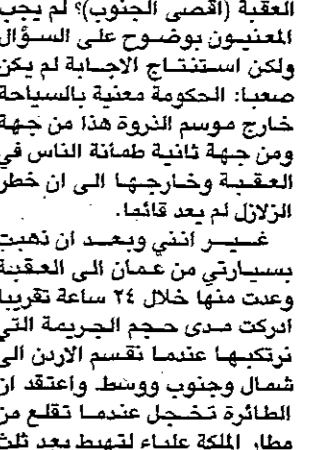 العقبة (اقصى الجنوب)؟ لم يجب
المعنيون بوضوح على السؤال
ولكن استنتاج الاجابة لم يكن
صعبا: الحكومة معنية بالسياحة
خارج موسم الذروة هذا من جهة
ومن جهة ثانية طمأنة الناس في
العقبة وخارجها الى ان خطر
الزلازل لم يعد قائما.
غير انني وبعد ان ذهبت
بسيارتي من عمان الى العقبة
وعدت منها خلال ٢٤ ساعة تقريبا
ادركت مدى حجم الجريمة التي
نرتكبها عندما نقسم الاردن الى
شمال وجنوب ووسط. واعتقد ان
الطائرة تخجل عندما تقلع من
مطار الملكة علياء لتهبط بعد ثلث